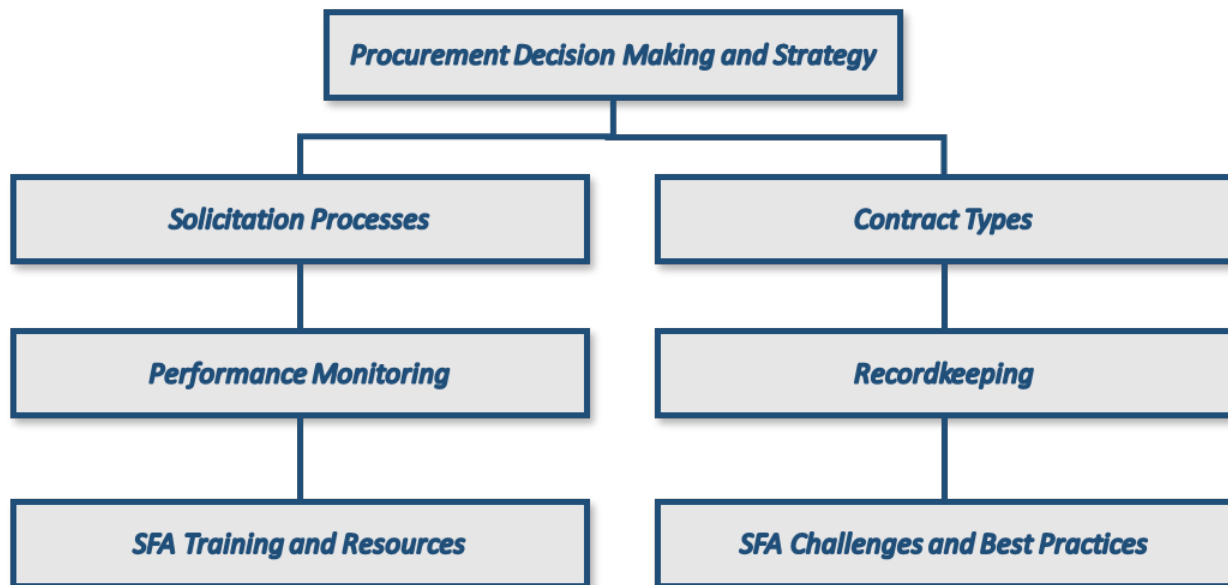 Procurement Decision Making and Strategy
Solicitation Processes
Contract Types
Performance Monitoring
Recordkeeping
SFA Training and Resources
SFA Challenges and Best Practices